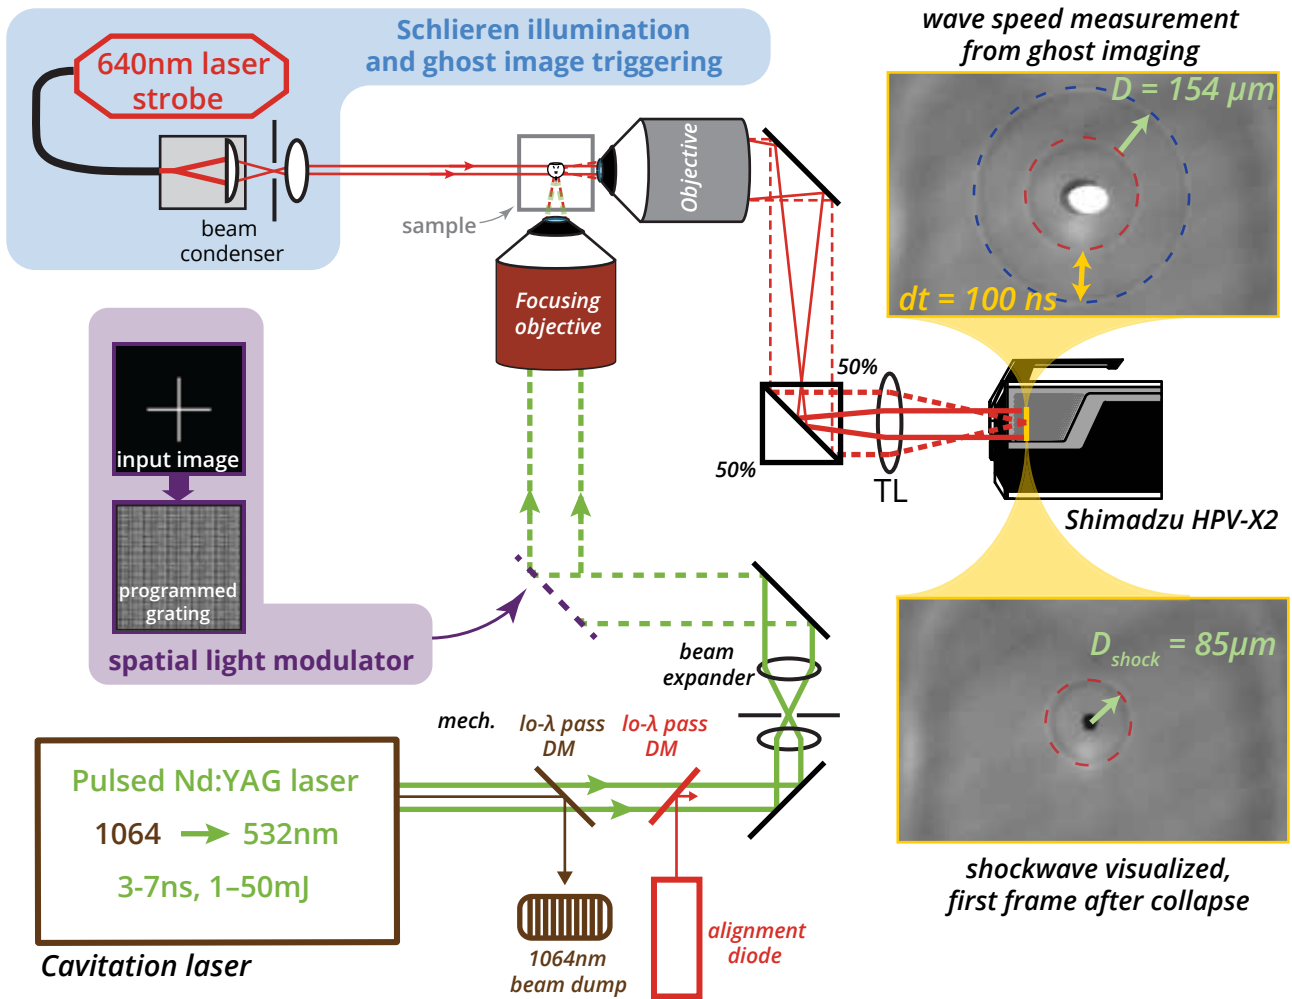 Schlieren illumination
and ghost image triggering
640nm laser
strobe
beam
condenser
sample
Objective
Focusing
objective
wave speed measurement
from ghost imaging
D = 154 µm
dt = 100 ns
50%
50%
TL
Shimadzu HPV-X2
input image
programmed
grating
spatial light modulator
beam
expander
mech.
lo-λ pass
DM
lo-λ pass
DM
Pulsed Nd:YAG laser
1064 532nm
3-7ns, 1–50mJ
Cavitation laser
1064nm
beam dump
alignment
diode
Dshock = 85µm
shockwave visualized,
first frame after collapse